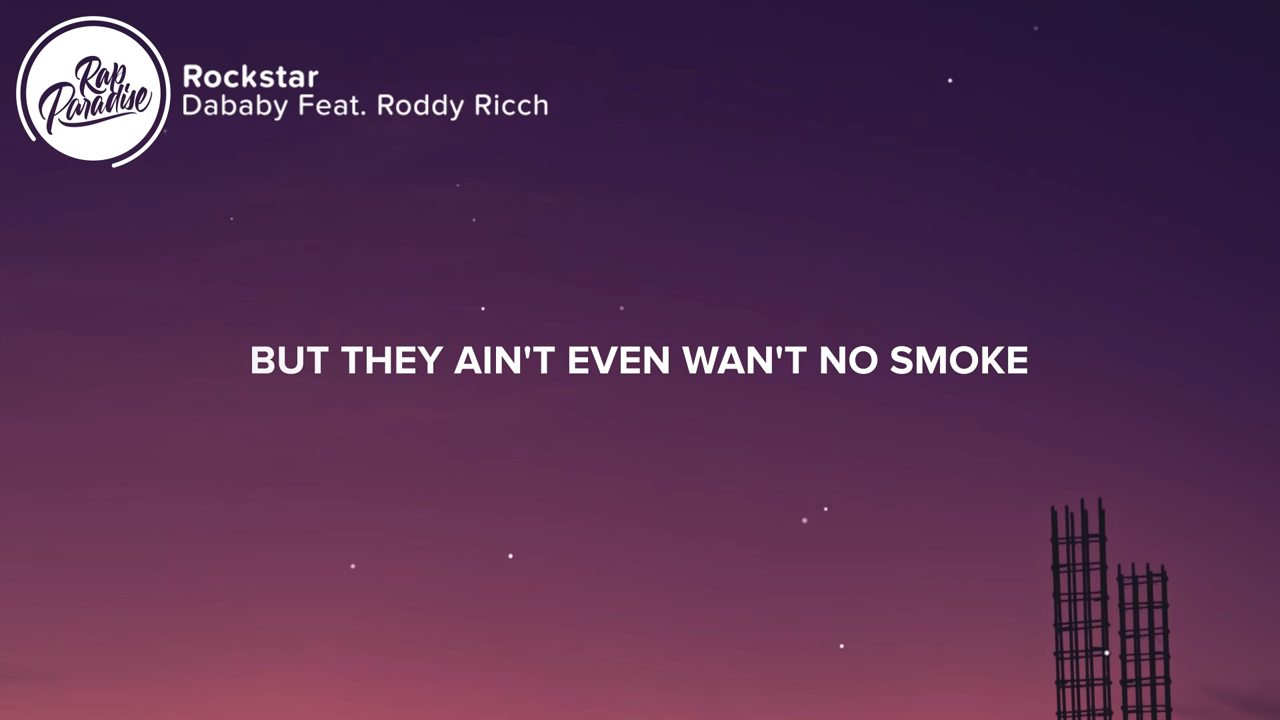 Rap
Paradise
Rockstar
Dababy Feat. Roddy Ricch
BUT THEY AIN'T EVEN WAN'T NO SMOKE